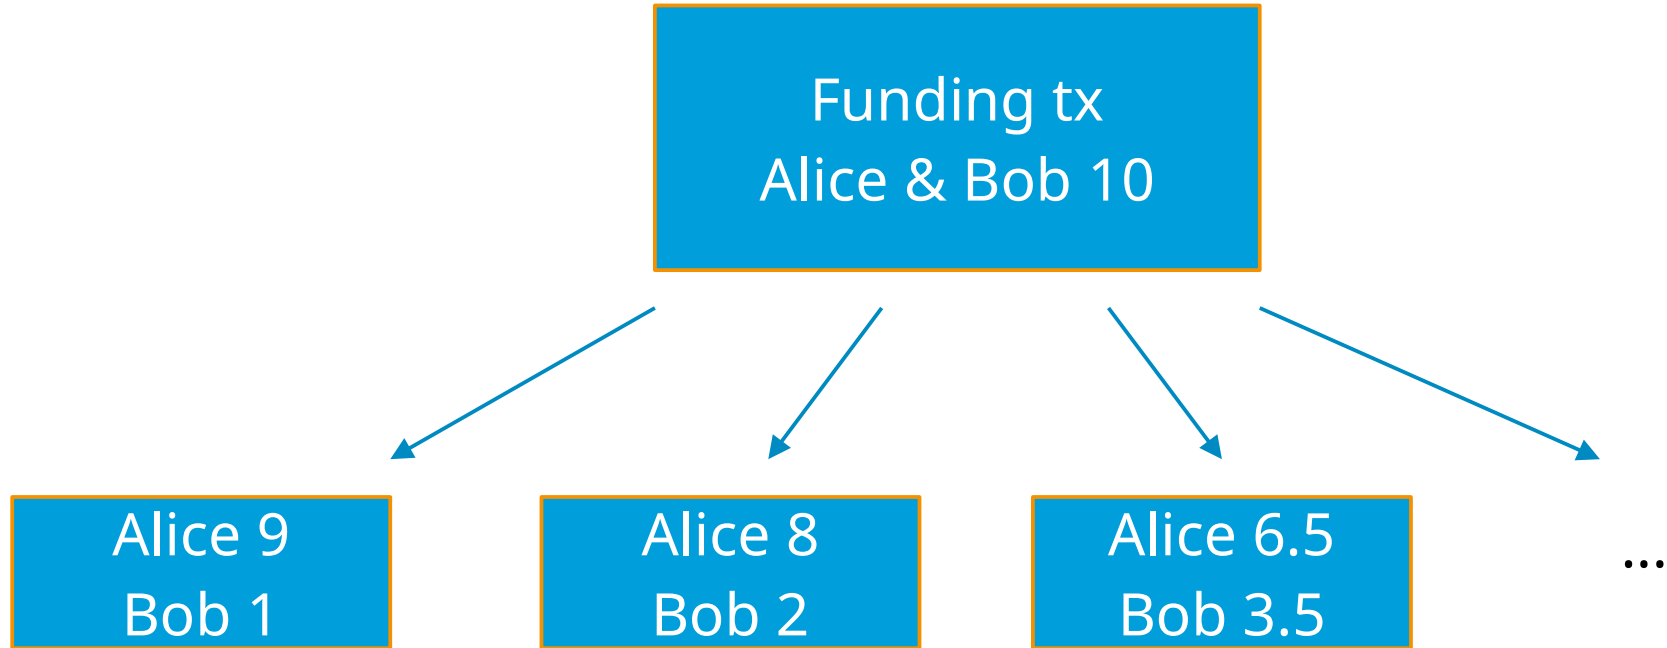 Funding tx
Alice & Bob 10
Alice 9
Bob 1
Alice 8
Bob 2
Alice 6.5
Bob 3.5
...